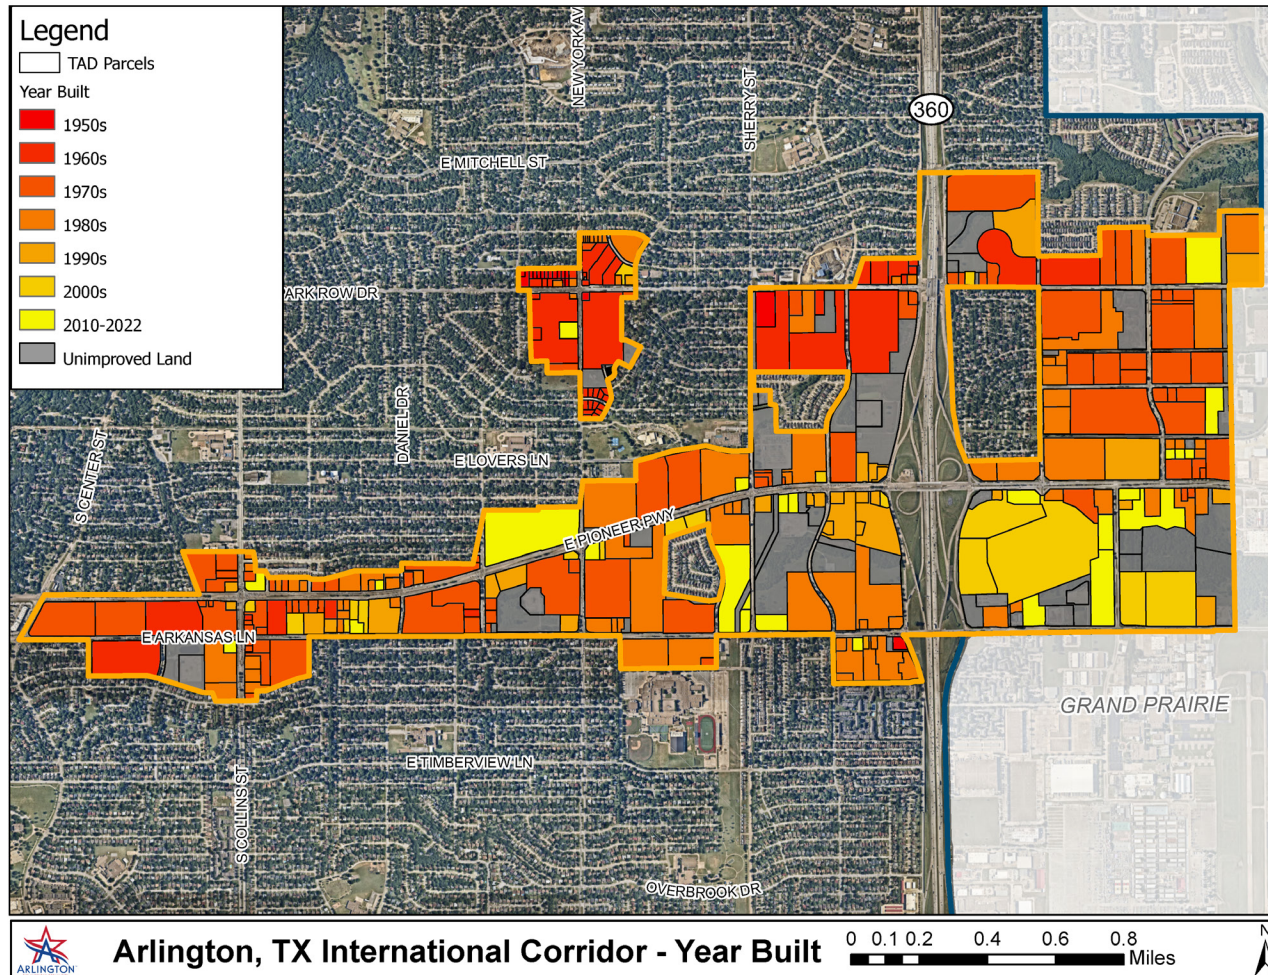 Legend
TAD Parcels
Year Built
1950s
1960s
1970s
1980s
1990s
2000s
2010-2022
Unimproved Land
NEW YORK AV
SHERRY ST
360
E MITCHELL ST
ARK ROW DR
DANIEL DR
S CENTER ST
E LOVERS LN
E PIONEER PWY
E ARKANSAS LN
GRAND PRAIRIE
E TIMBERVIEW LN
S COLLINS ST
OVERBROOK DR
ARLINGTON
Arlington, TX International Corridor - Year Built
0 0.1 0.2 0.4 0.6 0.8
Miles
N